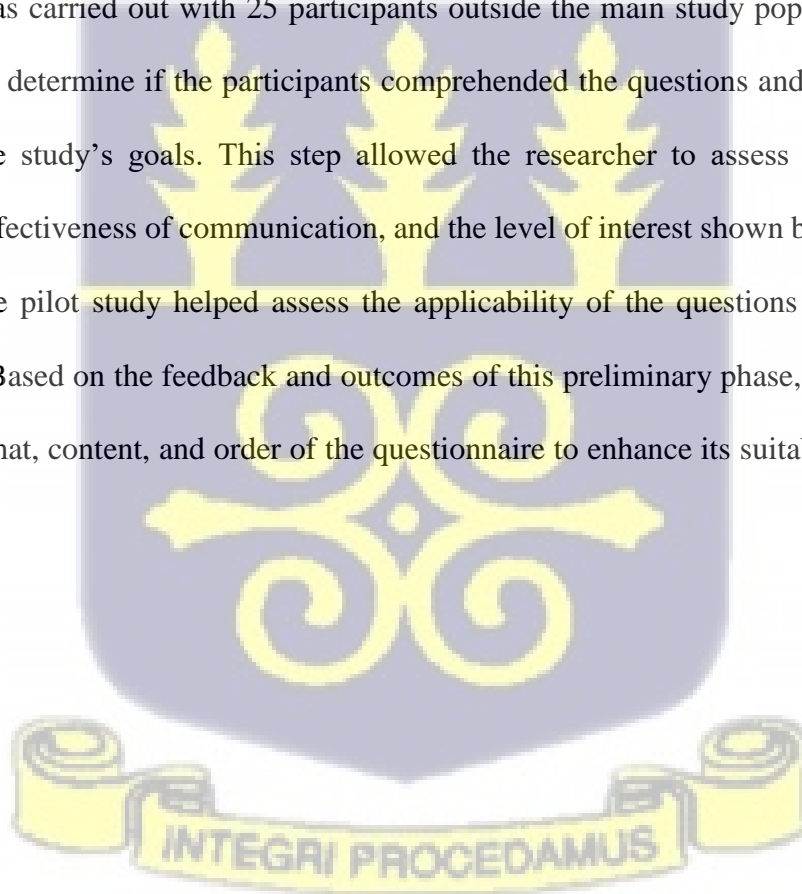 as carried out with 25 participants outside the main study pop
determine if the participants comprehended the questions and
e study’s goals. This step allowed the researcher to assess
fectiveness of communication, and the level of interest shown b
e pilot study helped assess the applicability of the questions
Based on the feedback and outcomes of this preliminary phase,
nat, content, and order of the questionnaire to enhance its suital
INTEGRI PROCEDAMUS